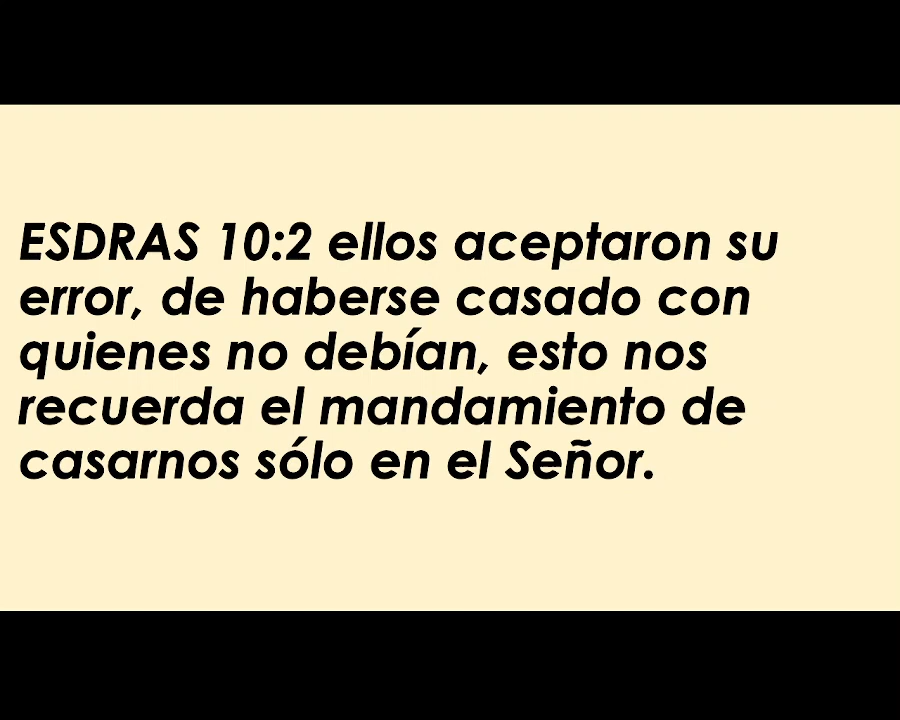 ESDRAS 10:2 ellos aceptaron su
error, de haberse casado con
quienes no debían, esto nos
recuerda el mandamiento de
casarnos sólo en el Señor.